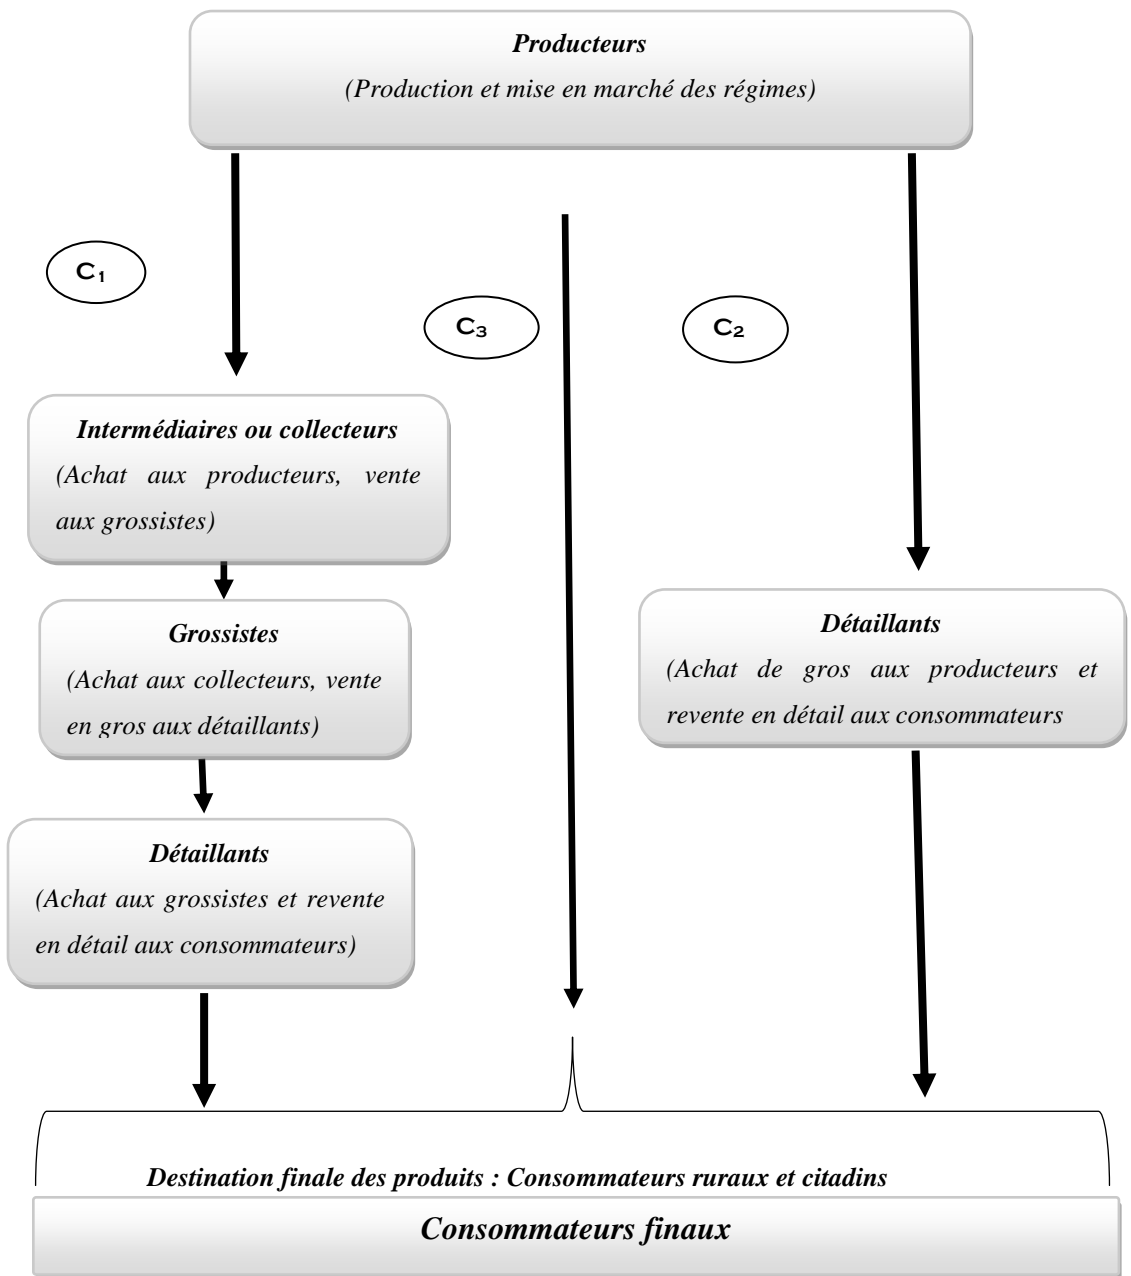 Producteurs
(Production et mise en marché des régimes)
C₁
C₃
C₂
Intermédiaires ou collecteurs
(Achat aux producteurs, vente
aux grossistes)
Grossistes
(Achat aux collecteurs, vente
en gros aux détaillants)
Détaillants
(Achat de gros aux producteurs et
revente en détail aux consommateurs
Détaillants
(Achat aux grossistes et revente
en détail aux consommateurs)
Destination finale des produits : Consommateurs ruraux et citadins
Consommateurs finaux